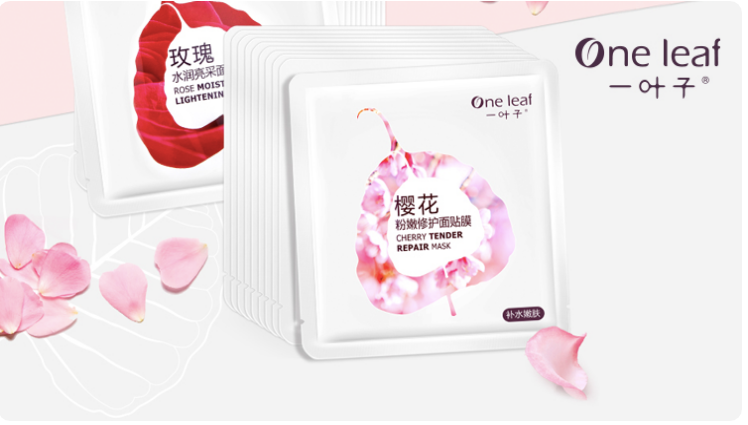 One leaf
一叶子®
玫瑰
水润亮采面
ROSE MOIST
LIGHTENIN
One leaf
一叶子®
樱花
粉嫩修护面贴膜
CHERRY TENDER
REPAIR MASK
补水嫩肤